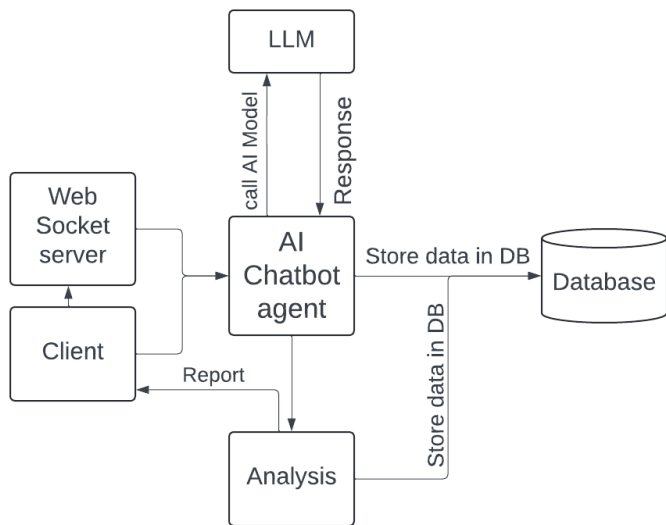 LLM
call AI Model
Response
Web
Socket
server
AI
Chatbot
agent
Store data in DB
Database
Client
Report
Store data in DB
Analysis